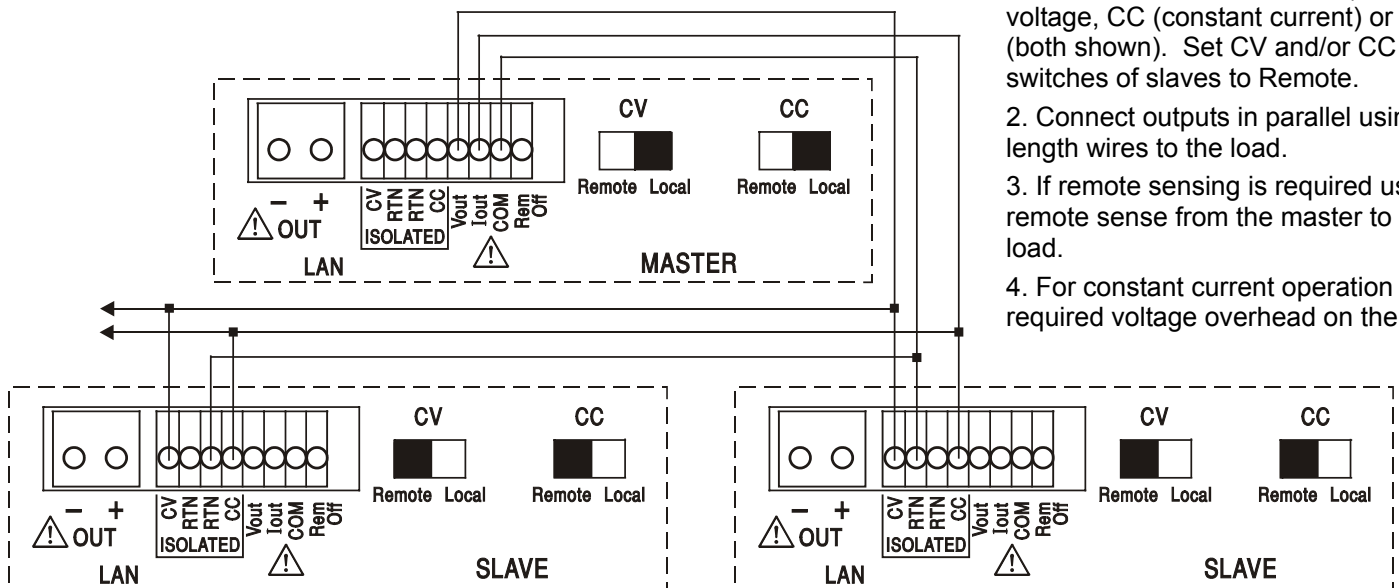 voltage, CC (constant current) or
(both shown). Set CV and/or CC
switches of slaves to Remote.
2. Connect outputs in parallel usin
length wires to the load.
3. If remote sensing is required us
remote sense from the master to
load.
4. For constant current operation
required voltage overhead on the
CV
CC
Remote Local
Remote Local
− +
OUT
CV
RTN
RTN
CC
Vout
Iout
COM
Rem
Off
ISOLATED
LAN
MASTER
CV
CC
Remote Local
Remote Local
− +
OUT
CV
RTN
RTN
CC
Vout
Iout
COM
Rem
Off
ISOLATED
LAN
SLAVE
CV
CC
Remote Local
Remote Local
− +
OUT
CV
RTN
RTN
CC
Vout
Iout
COM
Rem
Off
ISOLATED
LAN
SLAVE